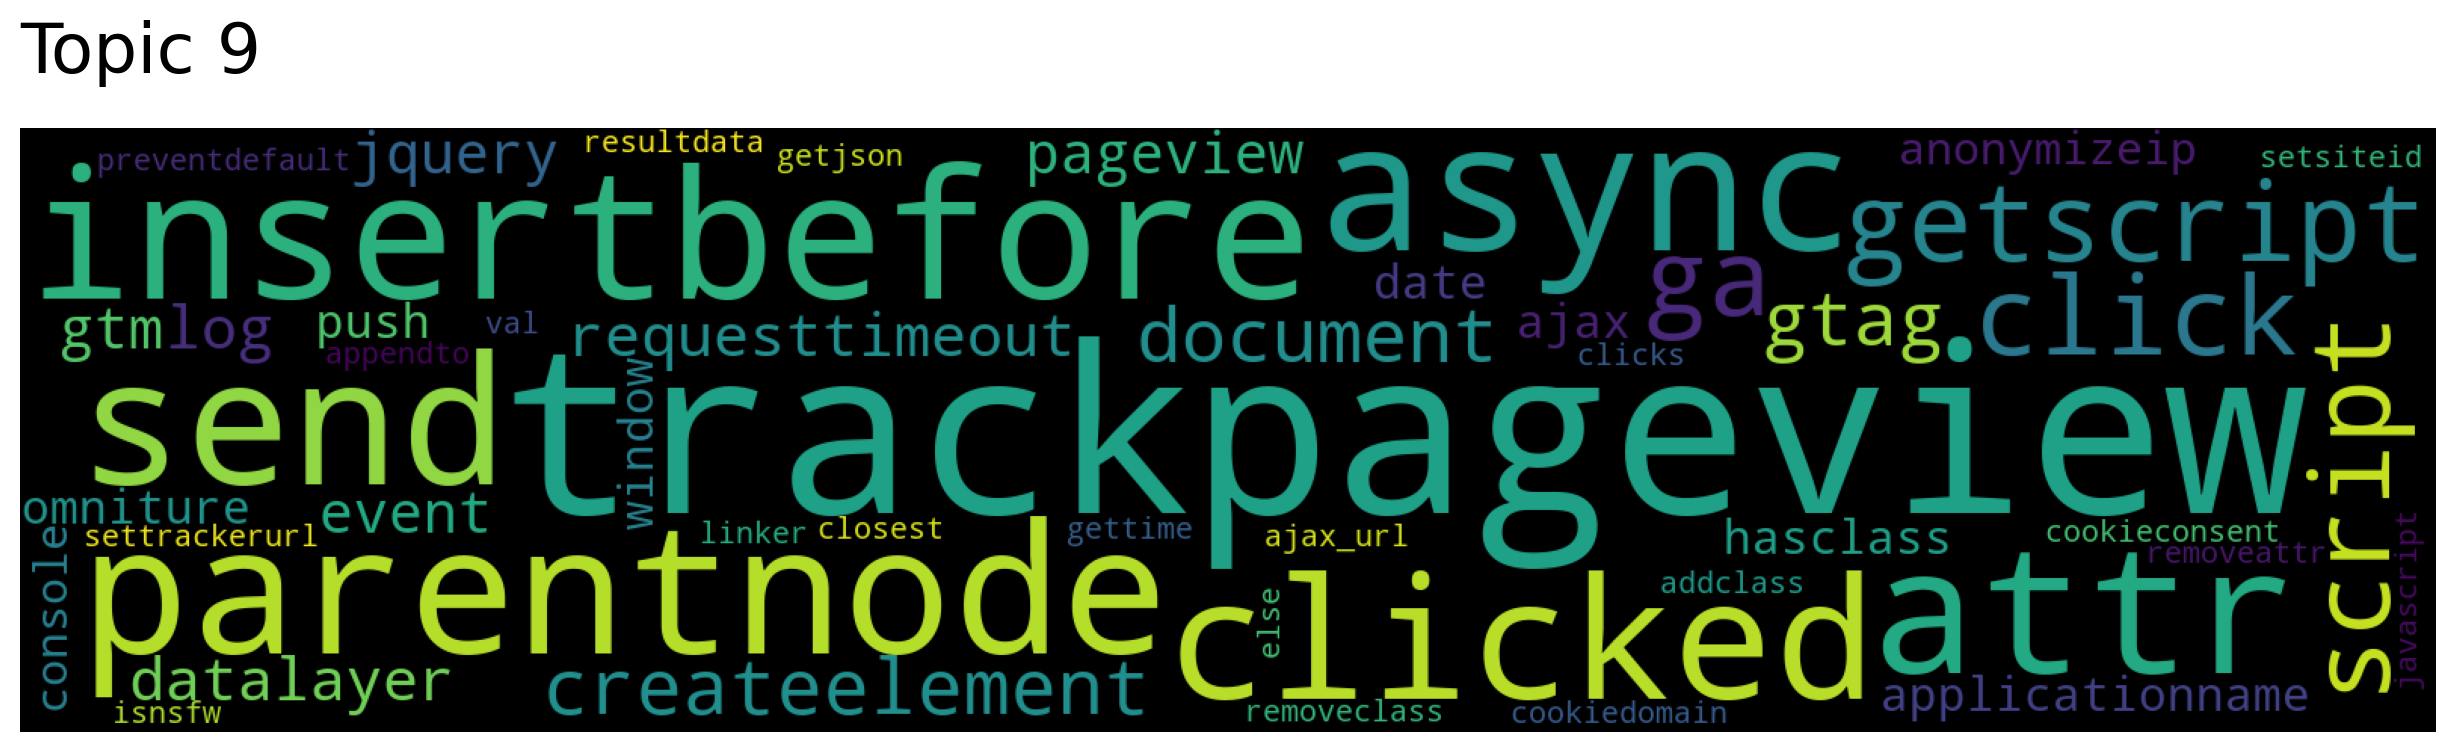 Topic 9
preventdefault
jquery
resultdata
getjson
pageview
async
anonymizeip
setsiteid
insertbefore
getscript
date
ga
click
gtm
log
push
val
requesttimeout
document
ajax
gtag
appendto
clicks
send
window
trackpageview
script
omniture
event
settrackerurl
linker
closest
gettime
ajax_url
hasclass
cookieconsent
removeattr
javascript
console
parentnode
clicked
else
addclass
attr
datalayer
createelement
applicationname
isnsfw
removeclass
cookiedomain